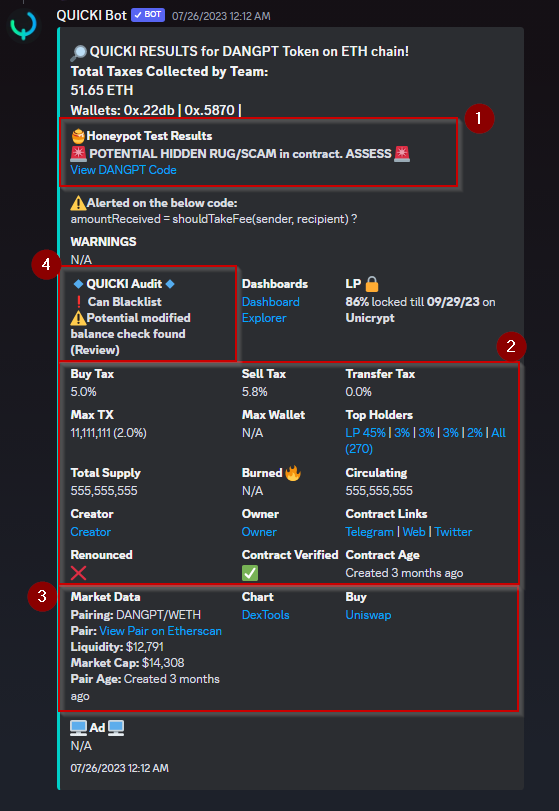 QUICKI Bot ✓ BOT 07/26/2023 12:12 AM
🔎 QUICKI RESULTS for DANGPT Token on ETH chain!
Total Taxes Collected by Team:
51.65 ETH
Wallets: 0x.22db | 0x.5870 |
1
Honeypot Test Results
🚨 POTENTIAL HIDDEN RUG/SCAM in contract. ASSESS 🚨
View DANGPT Code
⚠️Alerted on the below code:
amountReceived = shouldTakeFee(sender, recipient) ?
WARNINGS
N/A
4
🔹 QUICKI Audit 🔹
❗ Can Blacklist
⚠️Potential modified
balance check found
(Review)
Dashboards
Dashboard
Explorer
LP 🔒
86% locked till 09/29/23 on
Unicrypt
2
Buy Tax
5.0%
Sell Tax
5.8%
Transfer Tax
0.0%
Max TX
11,111,111 (2.0%)
Max Wallet
N/A
Top Holders
LP 45% | 3% | 3% | 3% | 2% | All
(270)
Total Supply
555,555,555
Burned 🔥
N/A
Circulating
555,555,555
Creator
Creator
Owner
Owner
Contract Links
Telegram | Web | Twitter
Renounced
❌
Contract Verified
✅
Contract Age
Created 3 months ago
3
Market Data
Pairing: DANGPT/WETH
Pair: View Pair on Etherscan
Liquidity: $12,791
Market Cap: $14,308
Pair Age: Created 3 months
ago
Chart
DexTools
Buy
Uniswap
🖥️ Ad 🖥️
N/A
07/26/2023 12:12 AM